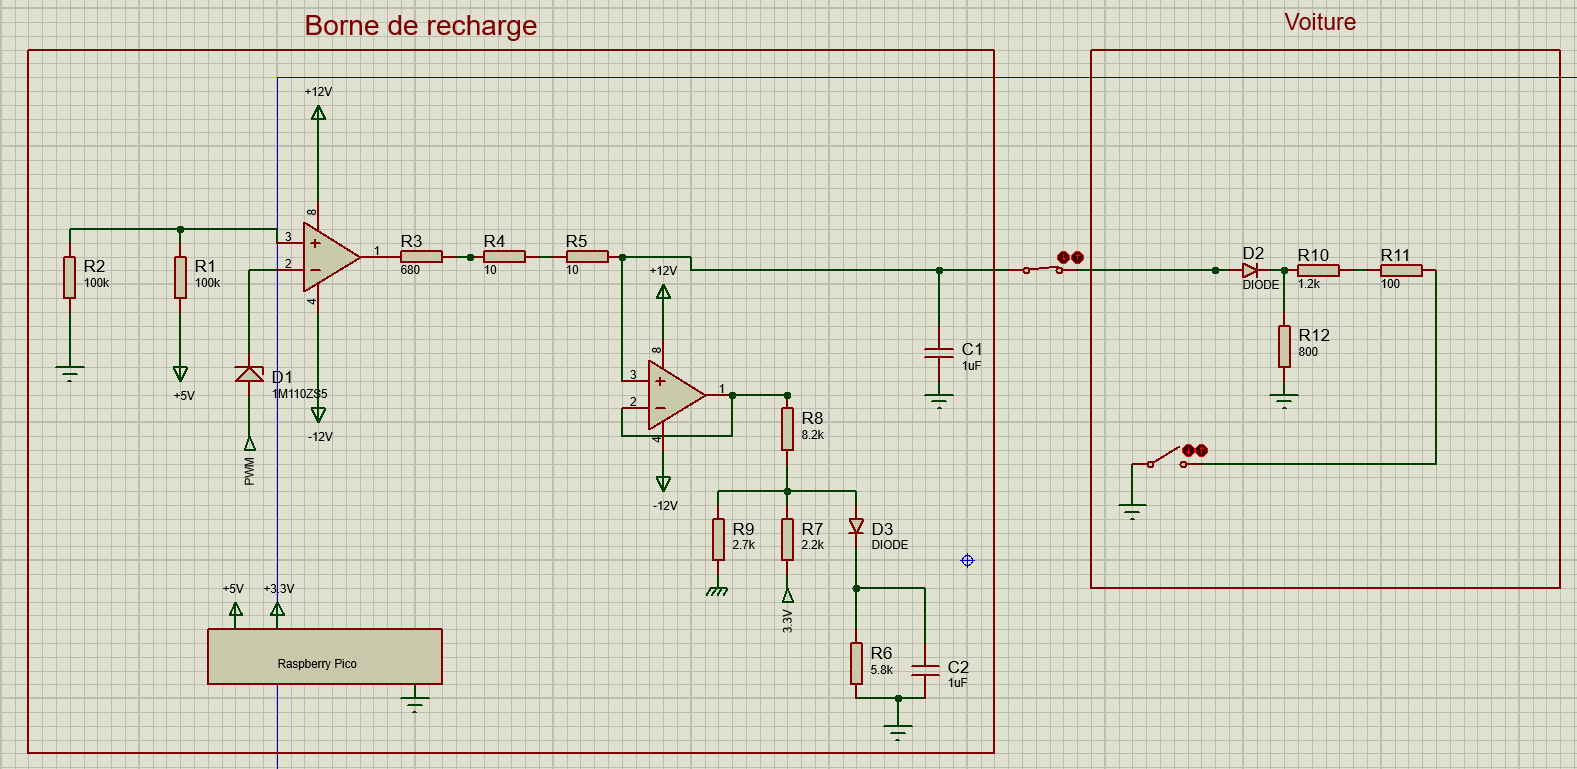 Borne de recharge
Voiture
+12V
8
3
2
1
4
R2
100k
R1
100k
+5V
D1
1M110ZS5
-12V
PWM
R3
680
R4
10
R5
10
+12V
8
3
2
1
4
-12V
R8
8.2k
R9
2.7k
R7
2.2k
D3
DIODE
3.3V
R6
5.8k
C2
1uF
C1
1uF
D2
DIODE
R10
1.2k
R11
100
R12
800
+5V
+3.3V
Raspberry Pico